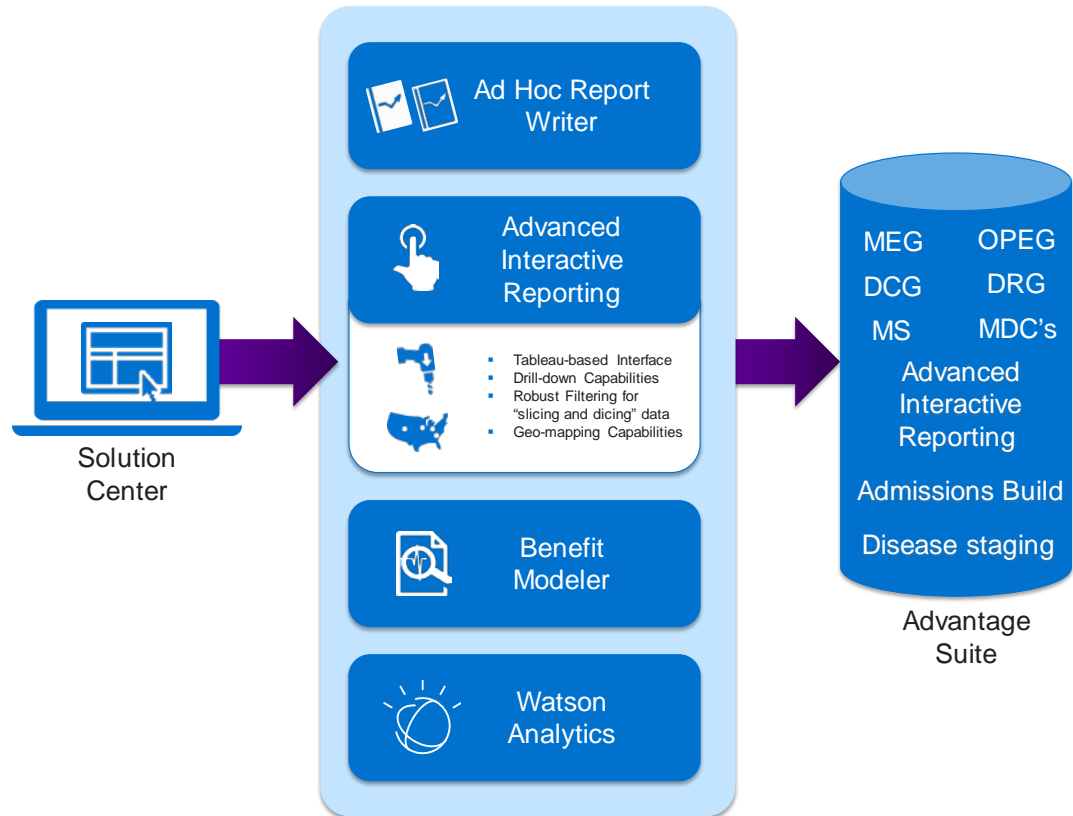 Ad Hoc Report
Writer
Advanced
Interactive
Reporting
▪ Tableau-based Interface
▪ Drill-down Capabilities
▪ Robust Filtering for
“slicing and dicing” data
▪ Geo-mapping Capabilities
Benefit
Modeler
Watson
Analytics
Solution
Center
MEG OPEG
DCG DRG
MS MDC's
Advanced
Interactive
Reporting
Admissions Build
Disease staging
Advantage
Suite